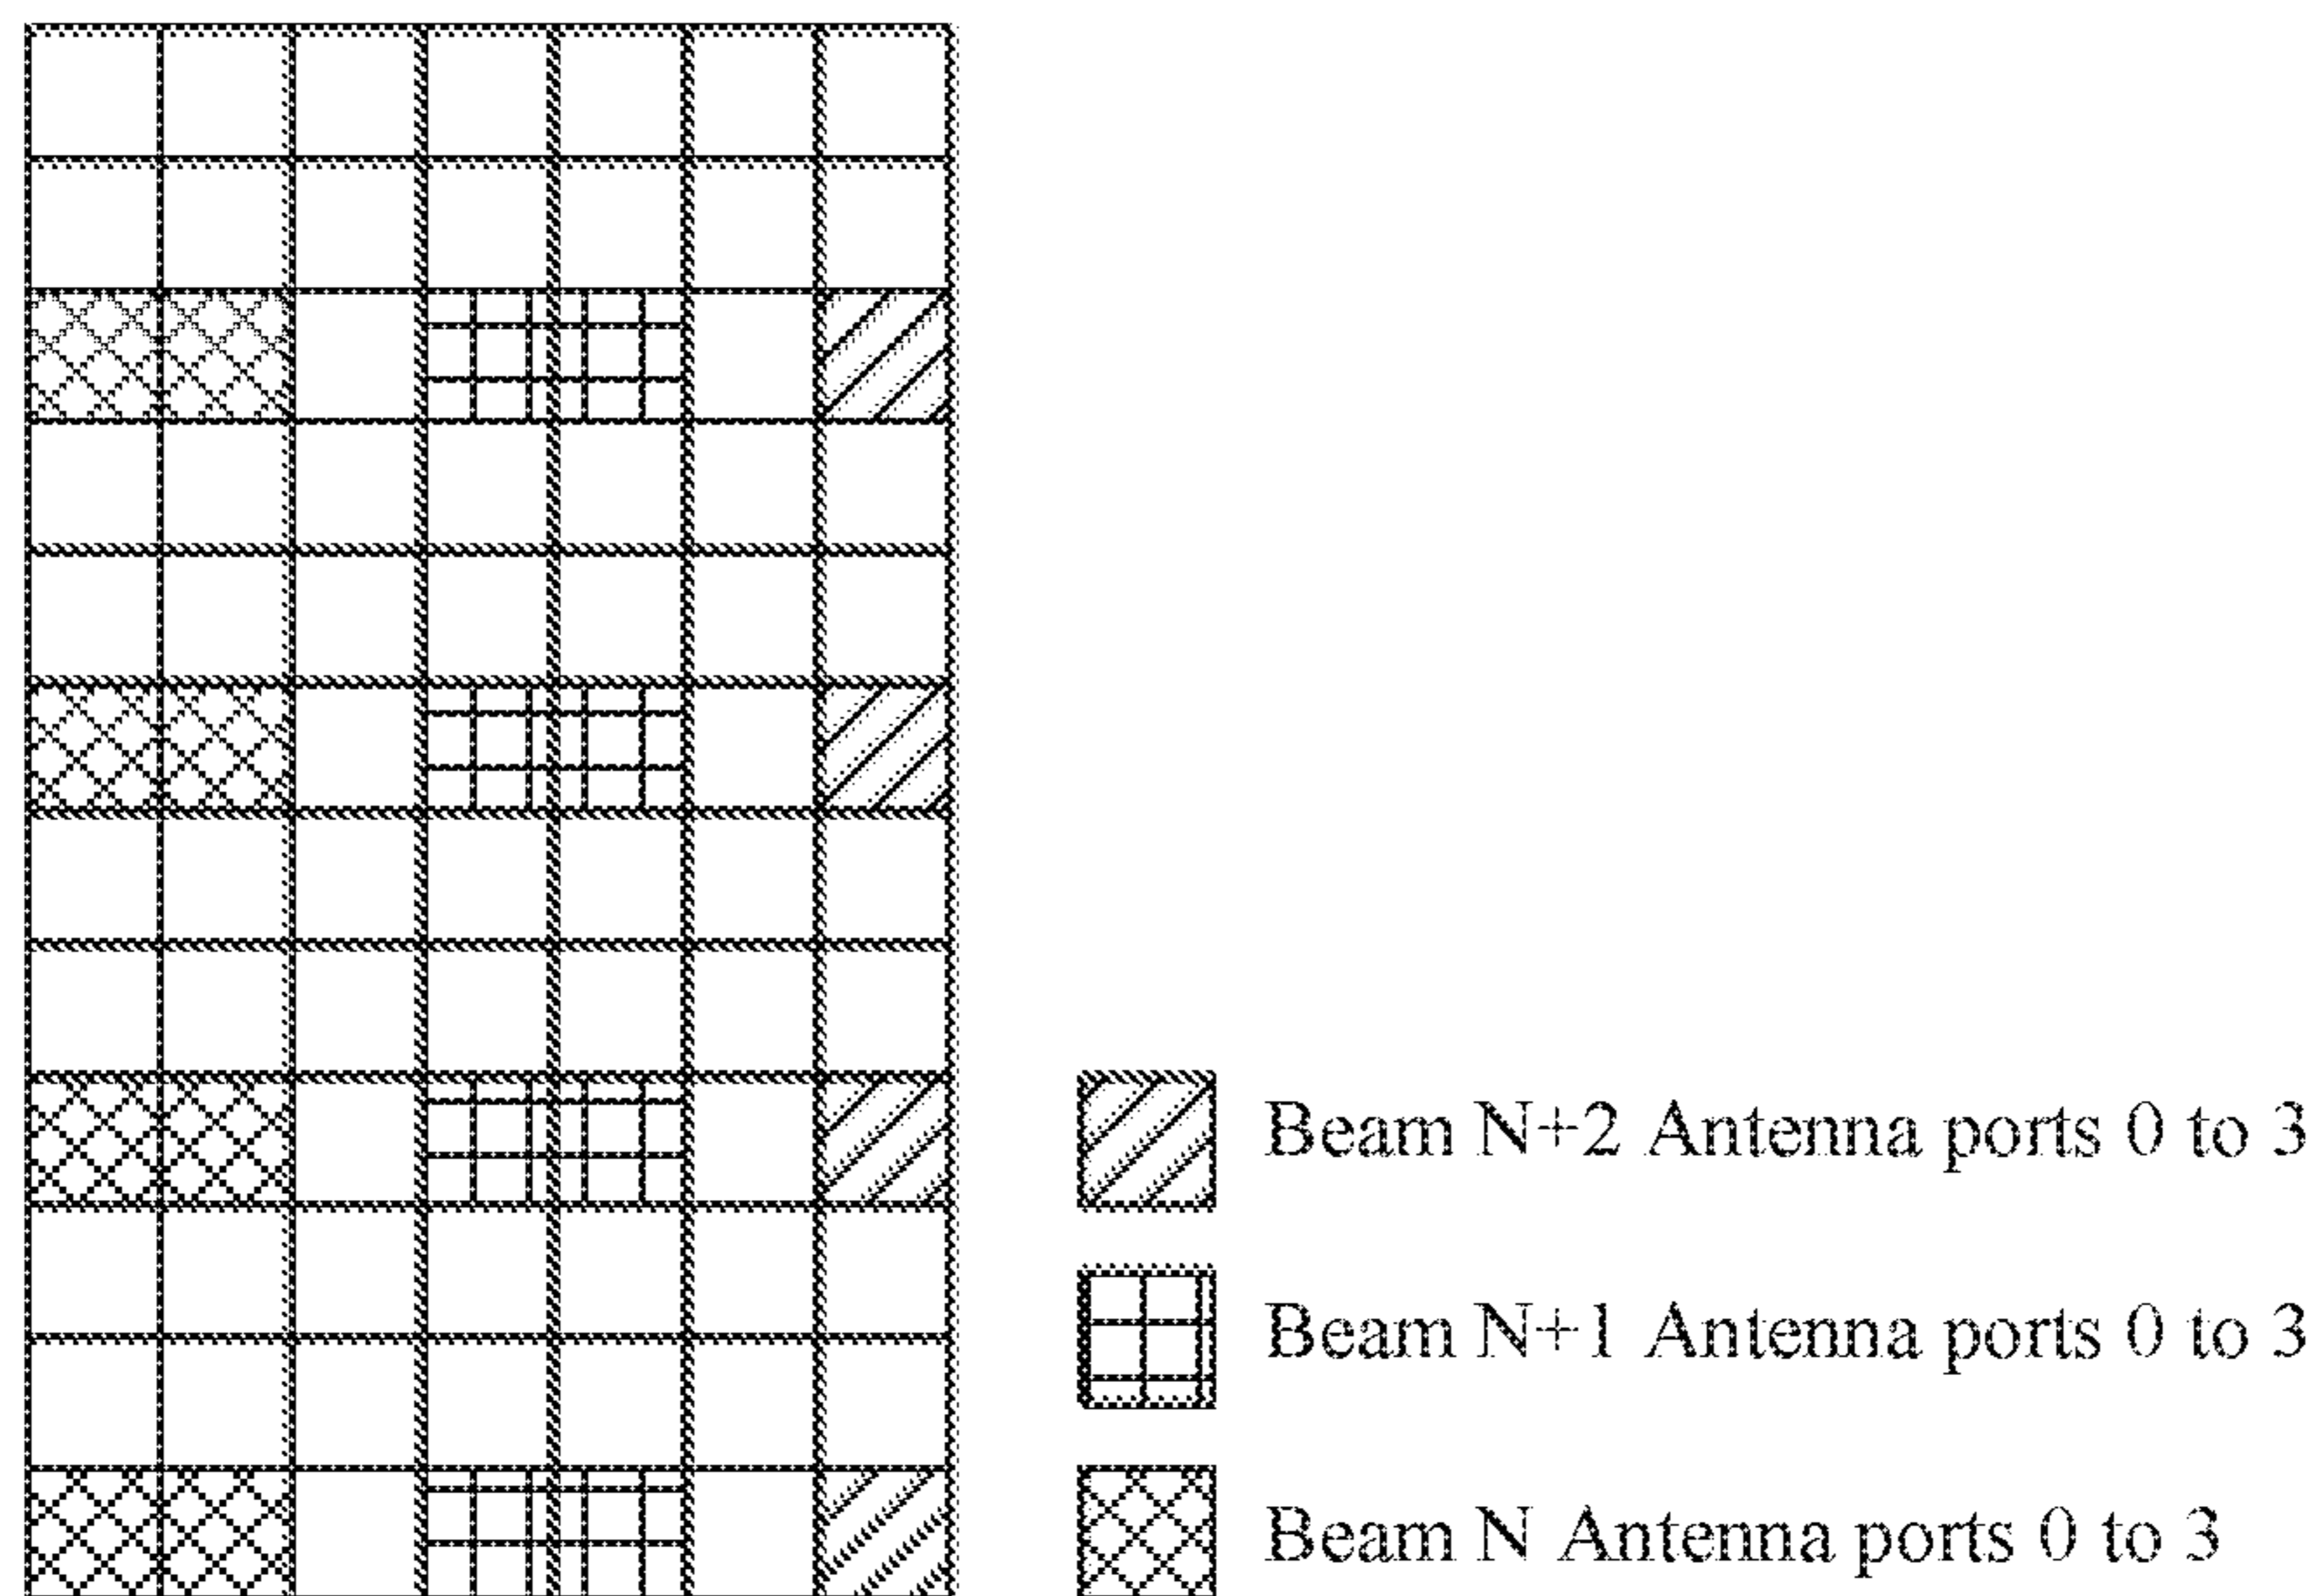 Beam N+2 Antenna ports 0 to 3
Beam N+1 Antenna ports 0 to 3
Beam N Antenna ports 0 to 3